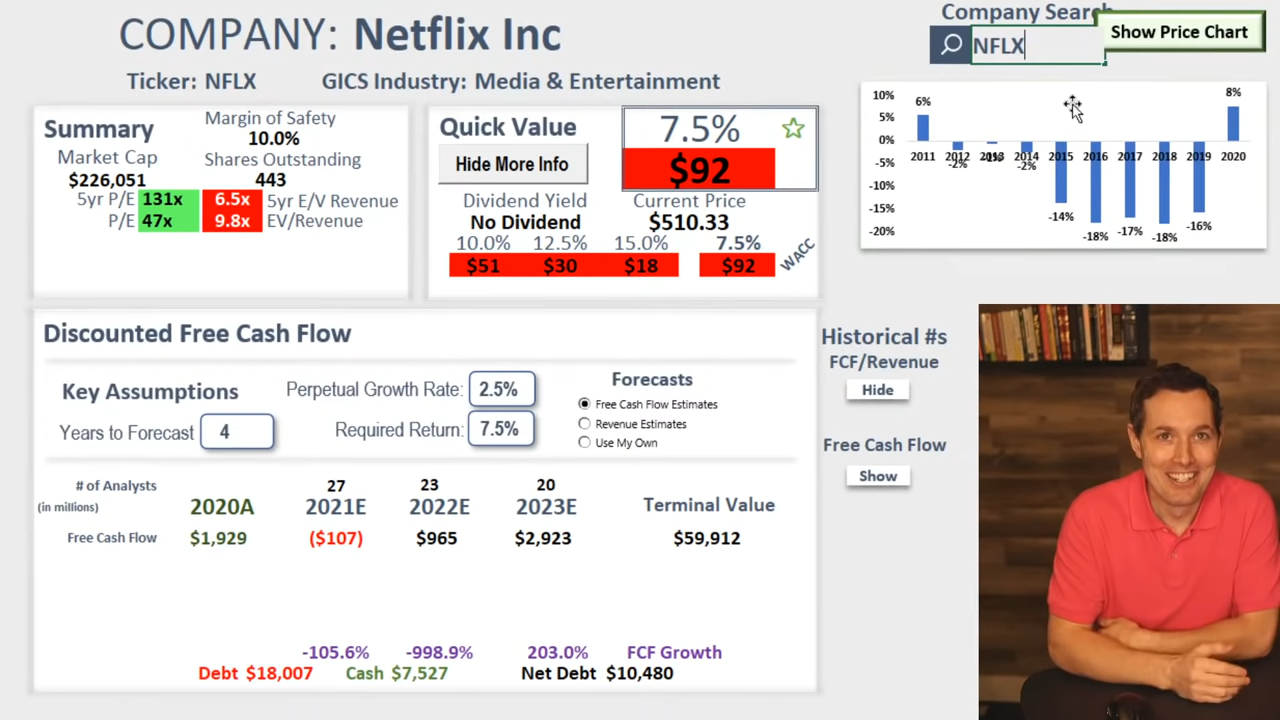 COMPANY: Netflix Inc
Ticker: NFLX GICS Industry: Media & Entertainment
Company Search
NFLX
Show Price Chart
Summary
Margin of Safety
10.0%
Market Cap Shares Outstanding
$226,051 443
5yr P/E 131x 6.5x 5yr E/V Revenue
P/E 47x 9.8x EV/Revenue
Quick Value
7.5%
Hide More Info
$92
Dividend Yield Current Price
No Dividend $510.33
10.0% 12.5% 15.0% 7.5%
$51 $30 $18 $92
WACC
10%
5%
0%
-5%
-10%
-15%
-20%
6% -2% -2% -14% -18% -17% -18% -16% 8%
2011 2012 2013 2014 2015 2016 2017 2018 2019 2020
Discounted Free Cash Flow
Key Assumptions
Years to Forecast 4
Perpetual Growth Rate: 2.5%
Required Return: 7.5%
Forecasts
Free Cash Flow Estimates
Revenue Estimates
Use My Own
# of Analysts 27 23 20
(in millions) 2020A 2021E 2022E 2023E Terminal Value
Free Cash Flow $1,929 ($107) $965 $2,923 $59,912
-105.6% -998.9% 203.0% FCF Growth
Debt $18,007 Cash $7,527 Net Debt $10,480
Historical #s
FCF/Revenue
Hide
Free Cash Flow
Show